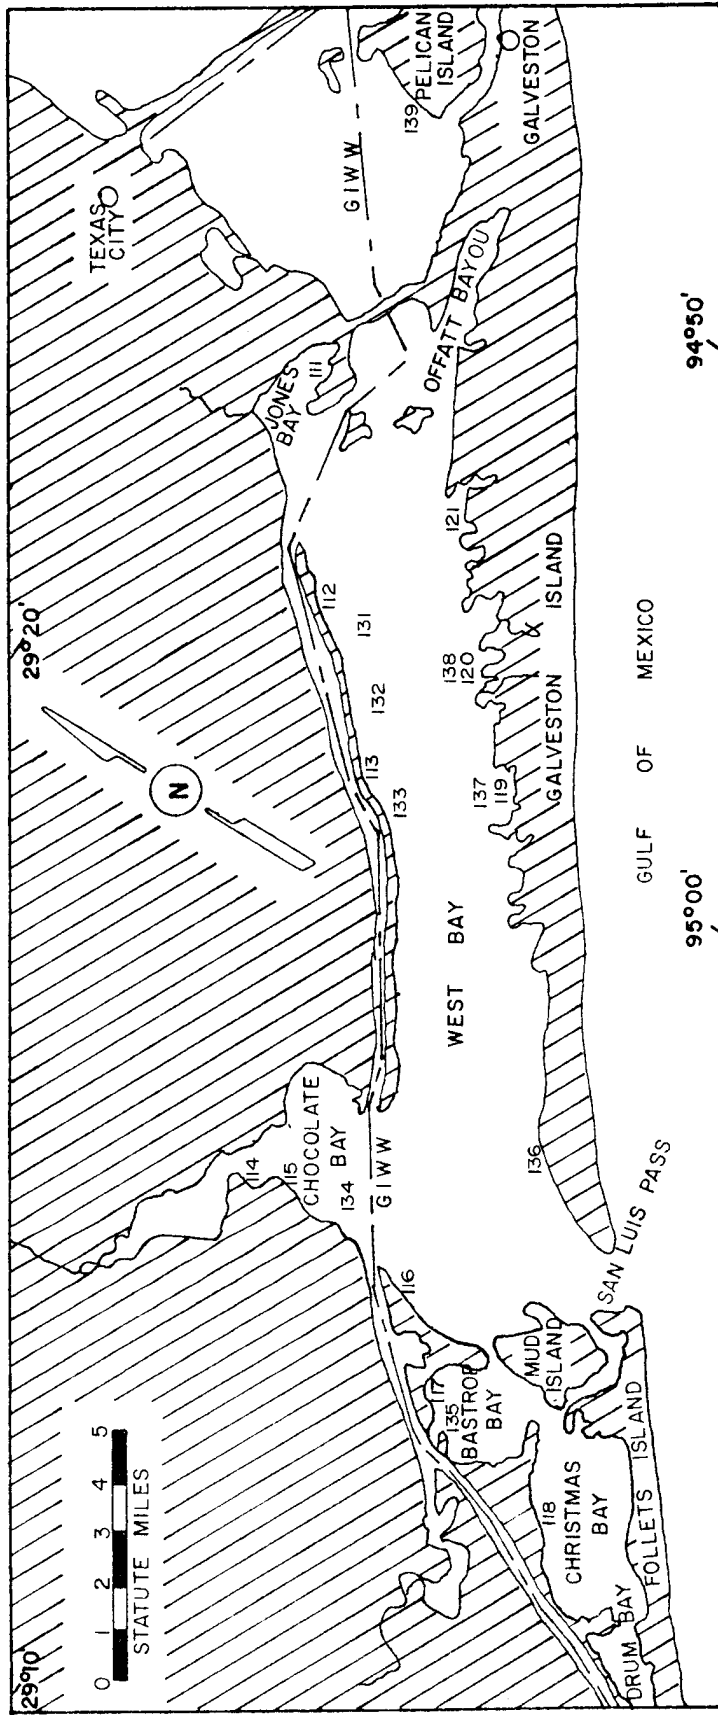 29°10'
29°20'
0 1 2 3 4 5
STATUTE MILES
N
TEXAS
CITY
GIWW
139
PELICAN
ISLAND
GALVESTON
JONES
BAY
111
OFFATT BAYOU
112
131
132
113
133
121
138
120
137
119
GALVESTON ISLAND
WEST BAY
114
115
CHOCOLATE
BAY
134
GIWW
116
136
SAN LUIS PASS
MUD
ISLAND
117
135
BASTROP
BAY
118
CHRISTMAS
BAY
DRUM BAY
FOLLETS ISLAND
GULF OF MEXICO
95°00'
94°50'